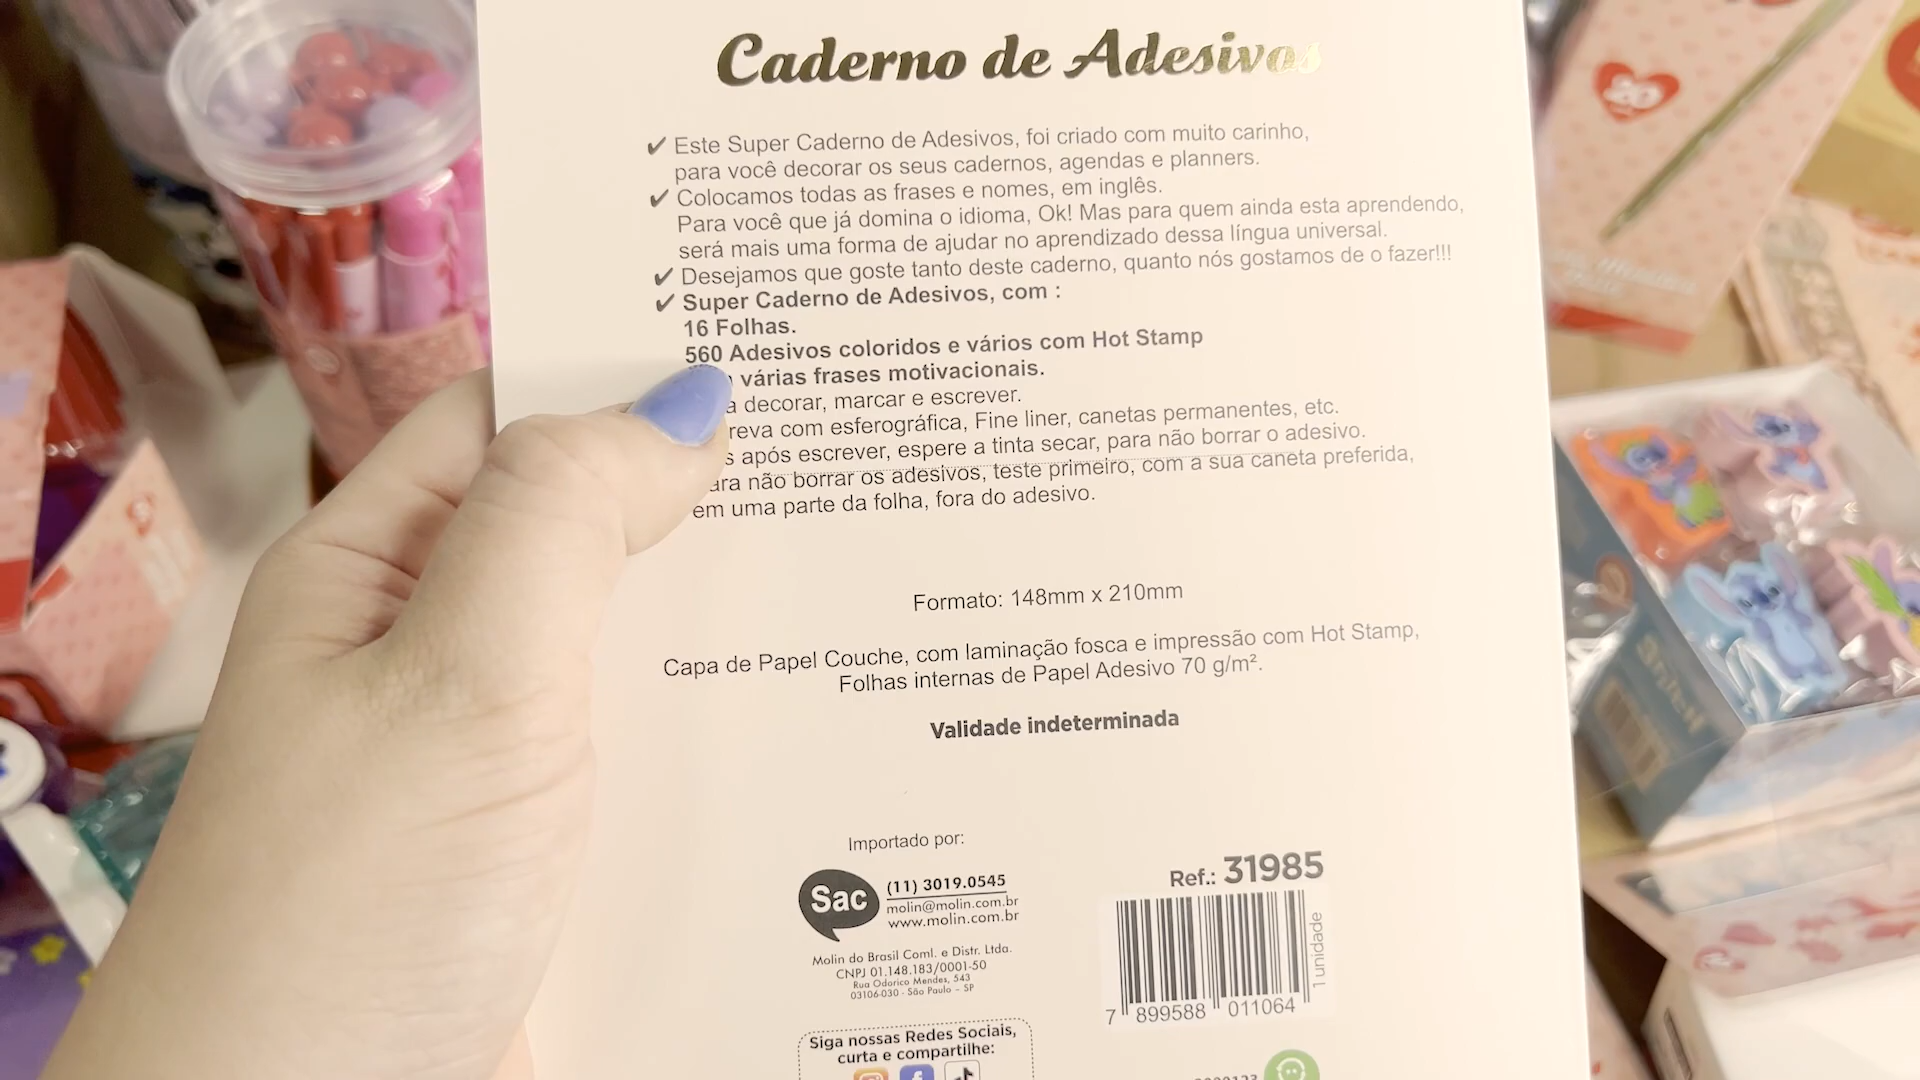 Caderno de Adesivos
✔ Este Super Caderno de Adesivos, foi criado com muito carinho,
para você decorar os seus cadernos, agendas e planners.
✔ Colocamos todas as frases e nomes, em inglês.
Para você que já domina o idioma, Ok! Mas para quem ainda esta aprendendo,
será mais uma forma de ajudar no aprendizado dessa língua universal.
✔ Desejamos que goste tanto deste caderno, quanto nós gostamos de o fazer!!!
✔ Super Caderno de Adesivos, com :
16 Folhas.
560 Adesivos coloridos e vários com Hot Stamp
várias frases motivacionais.
decorar, marcar e escrever.
com esferográfica, Fine liner, canetas permanentes, etc.
após escrever, espere a tinta secar, para não borrar o adesivo.
não borrar os adesivos, teste primeiro, com a sua caneta preferida,
em uma parte da folha, fora do adesivo.
Formato: 148mm x 210mm
Capa de Papel Couche, com laminação fosca e impressão com Hot Stamp,
Folhas internas de Papel Adesivo 70 g/m².
Validade indeterminada
Importado por:
Sac
(11) 3019.0545
molin@molin.com.br
www.molin.com.br
Molin do Brasil Coml. e Distr. Ltda.
CNPJ 01.148.183/0001-50
Rua Odorico Mendes, 543
03106-030 - São Paulo - SP
Ref.: 31985
1 unidade
7 899588 011064
Siga nossas Redes Sociais,
curta e compartilhe:
20
Stitch